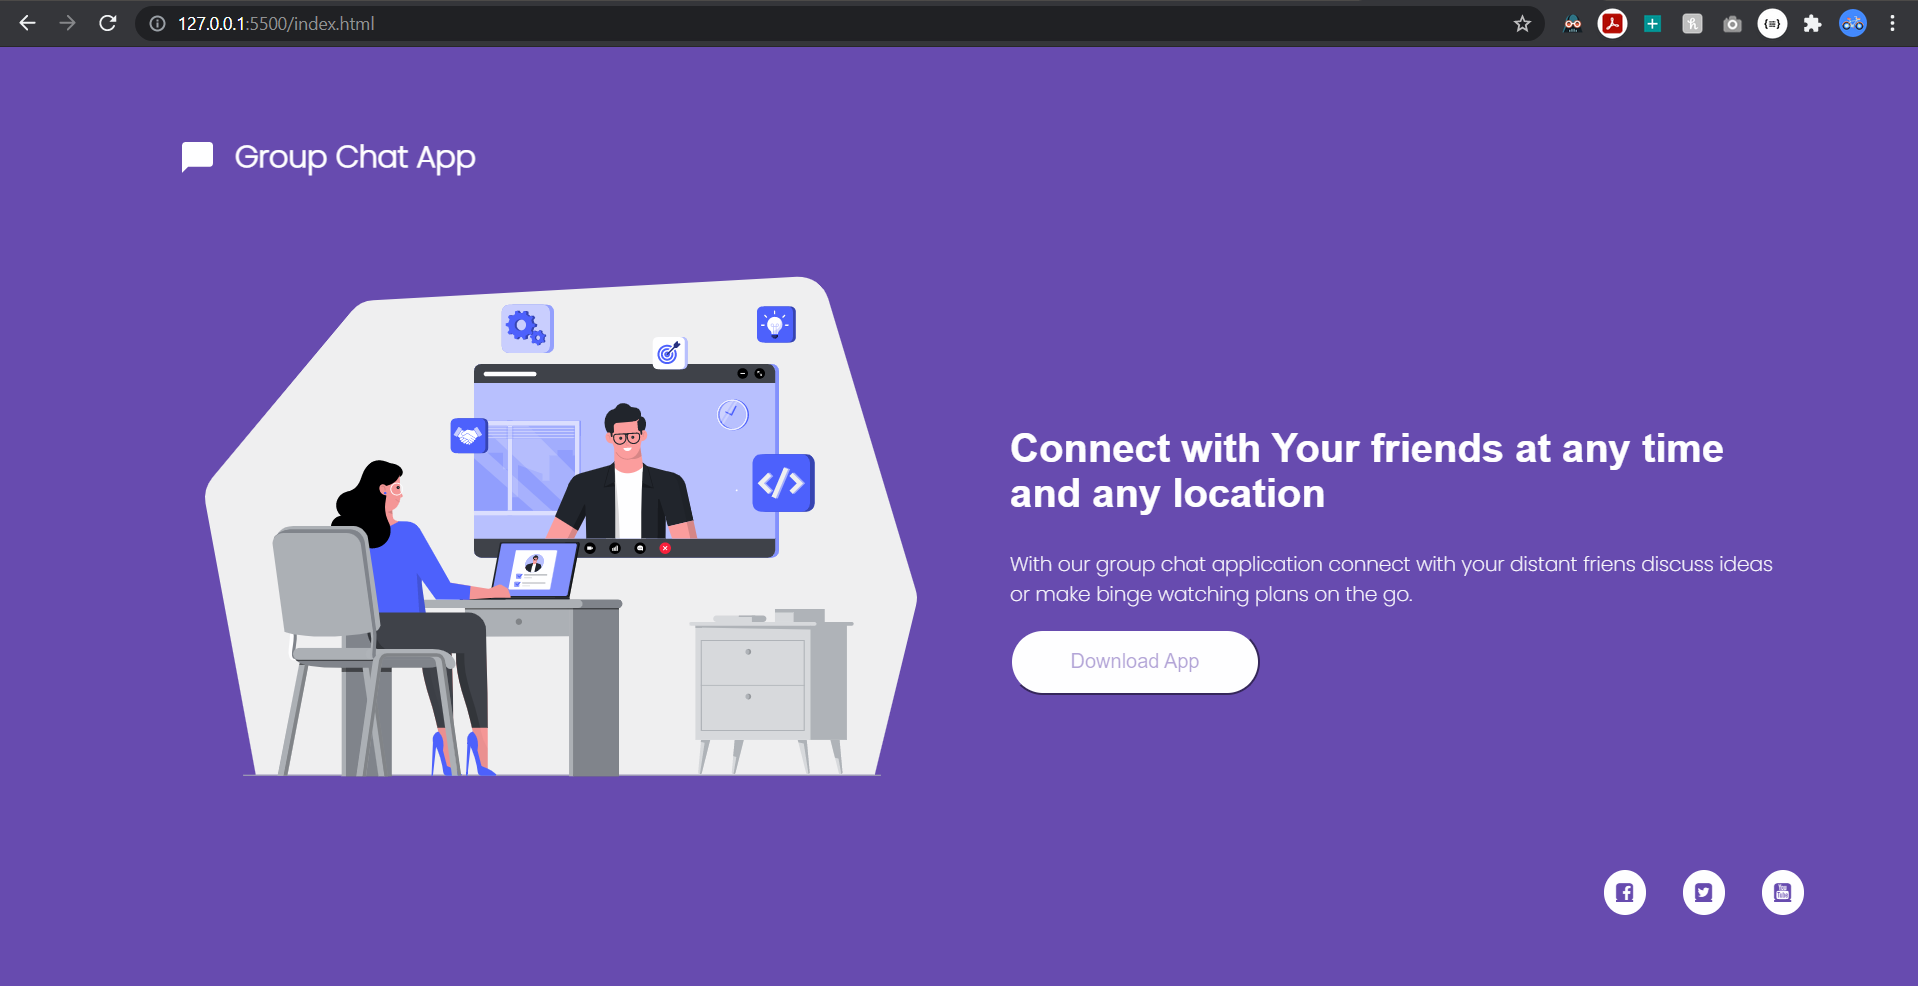 127.0.0.1:5500/index.html
Group Chat App
Connect with Your friends at any time
and any location
With our group chat application connect with your distant friens discuss ideas
or make binge watching plans on the go.
Download App
You
Tube